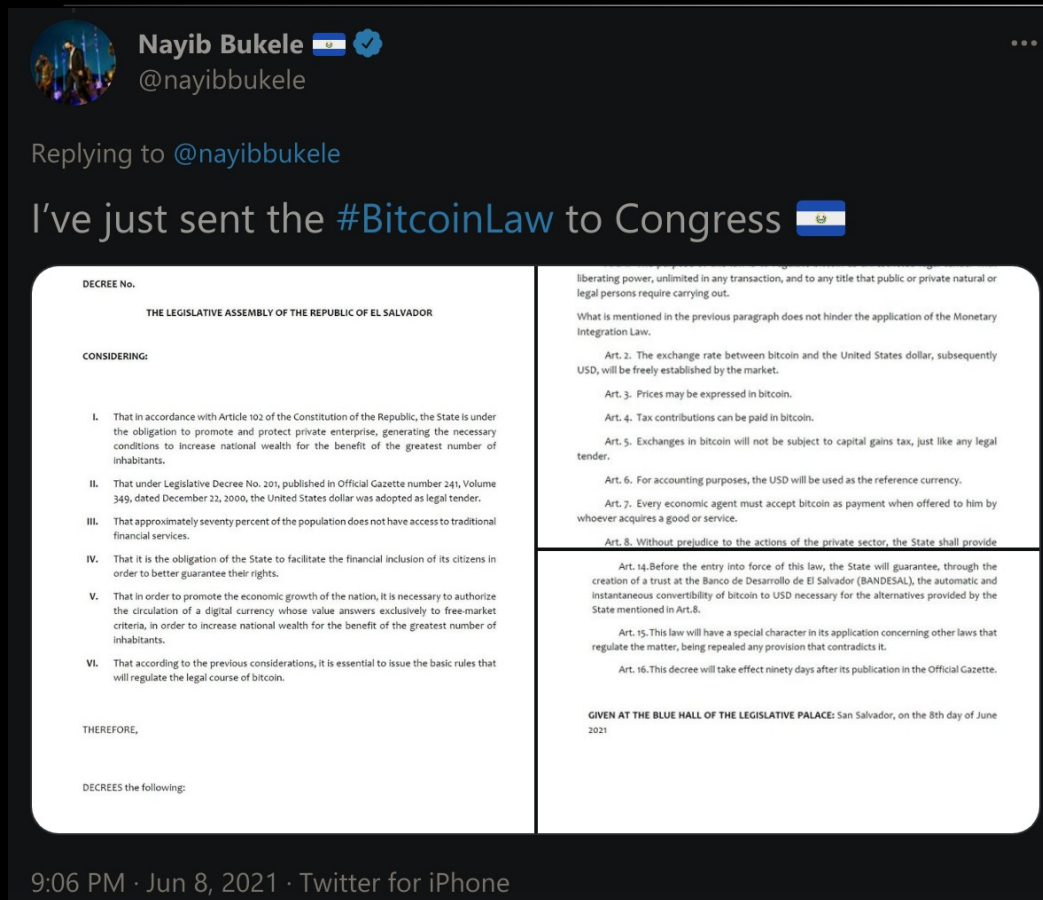 Nayib Bukele
@nayibbukele
Replying to @nayibbukele
I've just sent the #BitcoinLaw to Congress
DECREE No.
THE LEGISLATIVE ASSEMBLY OF THE REPUBLIC OF EL SALVADOR
CONSIDERING:
I. That in accordance with Article 102 of the Constitution of the Republic, the State is under
the obligation to promote and protect private enterprise, generating the necessary
conditions to increase national wealth for the benefit of the greatest number of
inhabitants.
II. That under Legislative Decree No. 201, published in Official Gazette number 241, Volume
349, dated December 22, 2000, the United States dollar was adopted as legal tender.
III. That approximately seventy percent of the population does not have access to traditional
financial services.
IV. That it is the obligation of the State to facilitate the financial inclusion of its citizens in
order to better guarantee their rights.
V. That in order to promote the economic growth of the nation, it is necessary to authorize
the circulation of a digital currency whose value answers exclusively to free-market
criteria, in order to increase national wealth for the benefit of the greatest number of
inhabitants.
VI. That according to the previous considerations, it is essential to issue the basic rules that
will regulate the legal course of bitcoin.
THEREFORE,
DECREES the following:
liberating power, unlimited in any transaction, and to any title that public or private natural or
legal persons require carrying out.
What is mentioned in the previous paragraph does not hinder the application of the Monetary
Integration Law.
Art. 2. The exchange rate between bitcoin and the United States dollar, subsequently
USD, will be freely established by the market.
Art. 3. Prices may be expressed in bitcoin.
Art. 4. Tax contributions can be paid in bitcoin.
Art. 5. Exchanges in bitcoin will not be subject to capital gains tax, just like any legal
tender.
Art. 6. For accounting purposes, the USD will be used as the reference currency.
Art. 7. Every economic agent must accept bitcoin as payment when offered to him by
whoever acquires a good or service.
Art. 8. Without prejudice to the actions of the private sector, the State shall provide
Art. 14.Before the entry into force of this law, the State will guarantee, through the
creation of a trust at the Banco de Desarrollo de El Salvador (BANDESAL), the automatic and
instantaneous convertibility of bitcoin to USD necessary for the alternatives provided by the
State mentioned in Art.8.
Art. 15.This law will have a special character in its application concerning other laws that
regulate the matter, being repealed any provision that contradicts it.
Art. 16.This decree will take effect ninety days after its publication in the Official Gazette.
GIVEN AT THE BLUE HALL OF THE LEGISLATIVE PALACE: San Salvador, on the 8th day of June
2021
9:06 PM · Jun 8, 2021 · Twitter for iPhone